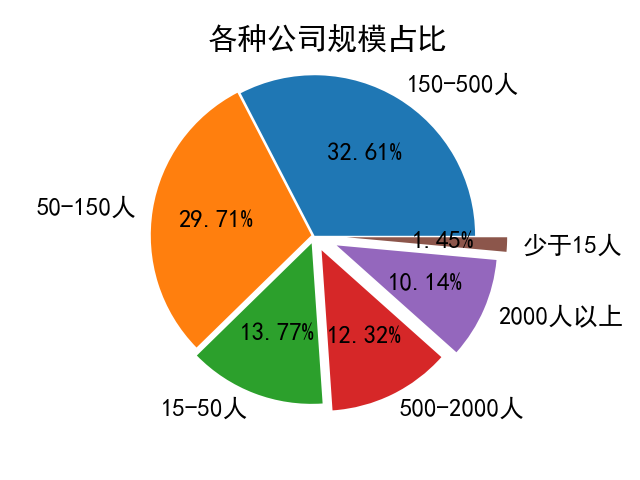 各种公司规模占比
150-500人
32.61%
50-150人
29.71%
1.45%
少于15人
10.14%
2000人以上
13.77%
12.32%
15-50人
500-2000人